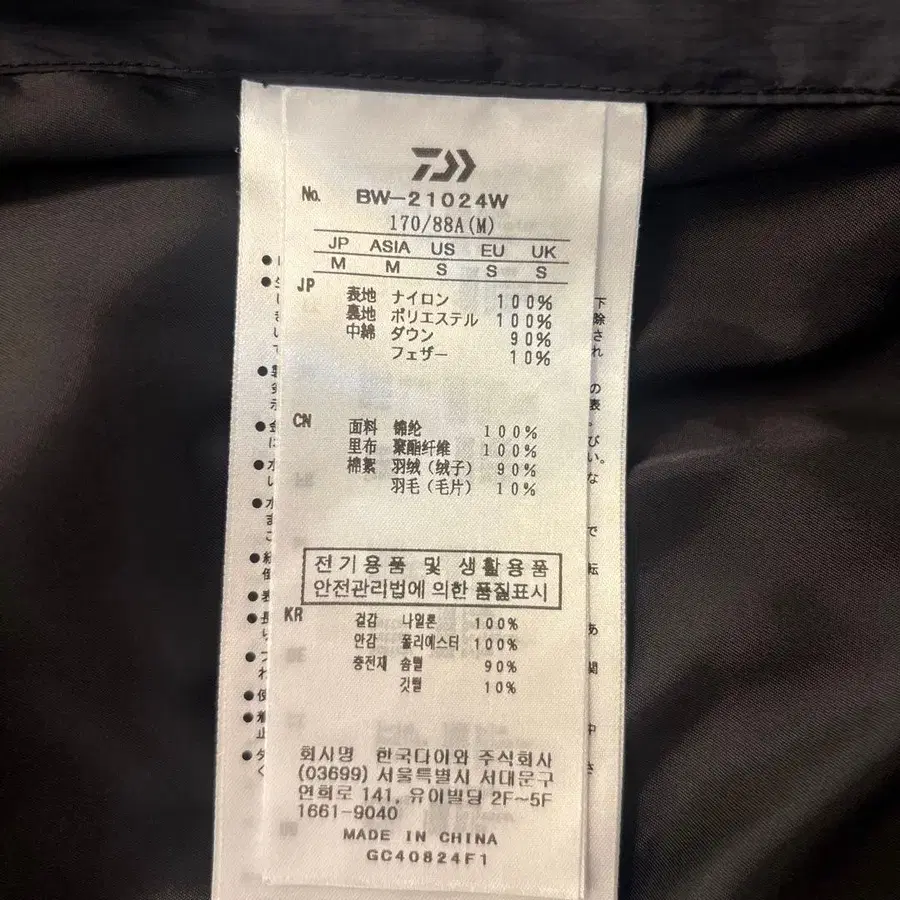 No. BW-21024W
170/88A(M)
JP ASIA US EU UK
M M S S S
JP 表地 ナイロン 100%
裏地 ポリエステル 100%
中綿 ダウン 90%
フェザー 10%
CN 面料 锦纶 100%
里布 聚酯纤维 100%
棉絮 羽绒(绒子) 90%
羽毛(毛片) 10%
전기용품 및 생활용품
안전관리법에 의한 품질표시
KR 겉감 나일론 100%
안감 폴리에스터 100%
충전재 솜털 90%
깃털 10%
회사명 한국다이와 주식회사
(03699) 서울특별시 서대문구
연희로 141, 유이빌딩 2F~5F
1661-9040
MADE IN CHINA
GC40824F1